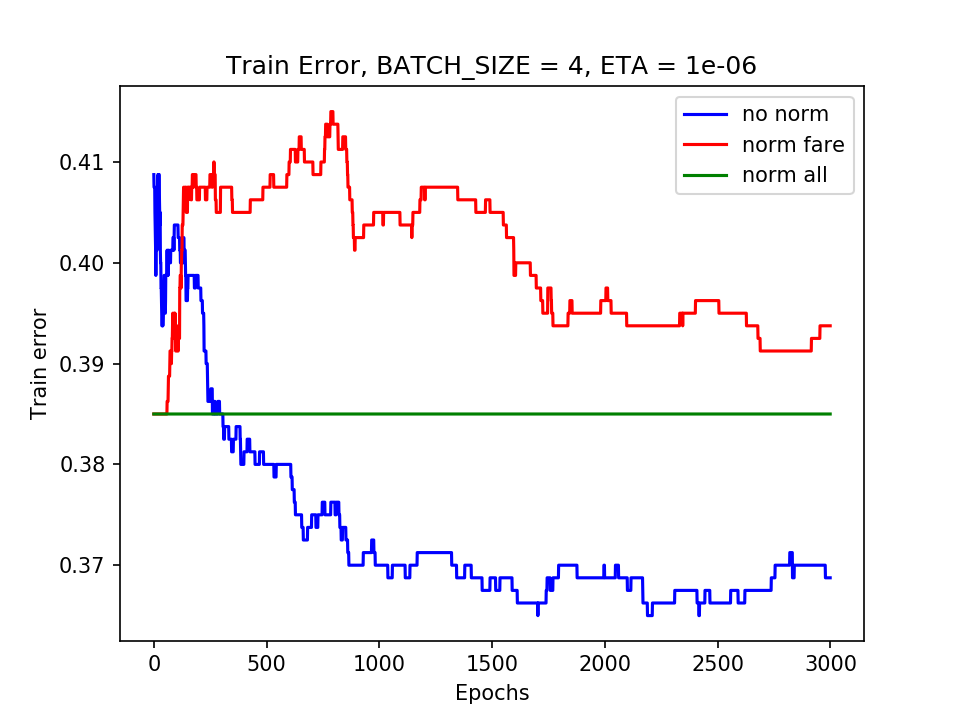 Train Error, BATCH_SIZE = 4, ETA = 1e-06
no norm
norm fare
norm all
Train error
0.41
0.40
0.39
0.38
0.37
0 500 1000 1500 2000 2500 3000
Epochs